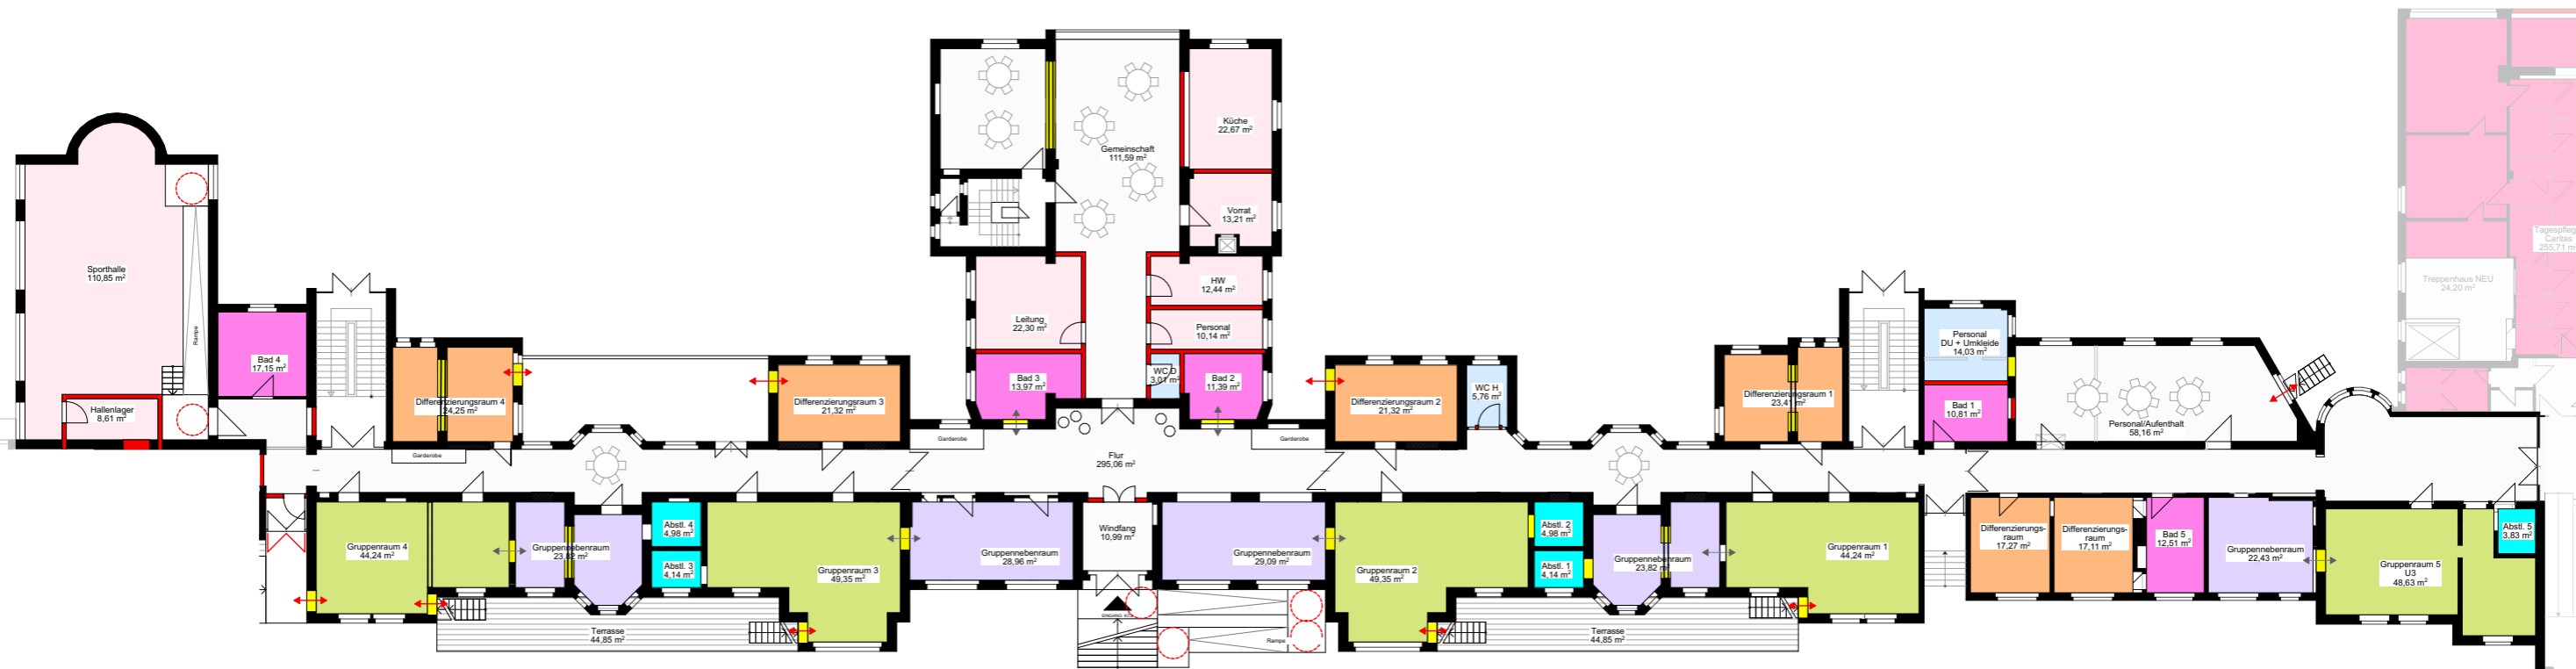 Gemeinschaft
111,59 m²
Küche
22,67 m²
Vorrat
13,21 m²
Sporthalle
110,85 m²
Rampe
Hallenlager
8,61 m²
Bad 4
17,15 m²
Differenzierungsraum 4
24,25 m²
Garderobe
Differenzierungsraum 3
21,32 m²
Garderobe
Leitung
22,30 m²
Bad 3
13,97 m²
HW
12,44 m²
Personal
10,14 m²
WC D
3,01 m²
Bad 2
11,39 m²
Flur
295,06 m²
Garderobe
Differenzierungsraum 2
21,32 m²
WC H
5,76 m²
Differenzierungsraum 1
23,41 m²
Personal
DU + Umkleide
14,03 m²
Bad 1
10,81 m²
Personal/Aufenthalt
58,16 m²
Treppenhaus NEU
24,20 m²
Tagespfleg
Caritas
255,71 m
Gruppenraum 4
44,24 m²
Gruppennebenraum
23,82 m²
Abstl. 4
4,98 m²
Abstl. 3
4,14 m²
Gruppenraum 3
49,35 m²
Terrasse
44,85 m²
Gruppennebenraum
28,96 m²
Windfang
10,99 m²
Rampe
Gruppennebenraum
29,09 m²
Gruppenraum 2
49,35 m²
Abstl. 2
4,98 m²
Abstl. 1
4,14 m²
Gruppennebenraum
23,82 m²
Terrasse
44,85 m²
Gruppenraum 1
44,24 m²
Differenzierungs-
raum
17,27 m²
Differenzierungs-
raum
17,11 m²
Bad 5
12,51 m²
Gruppennebenraum
22,43 m²
Gruppenraum 5
U3
48,63 m²
Abstl. 5
3,83 m²